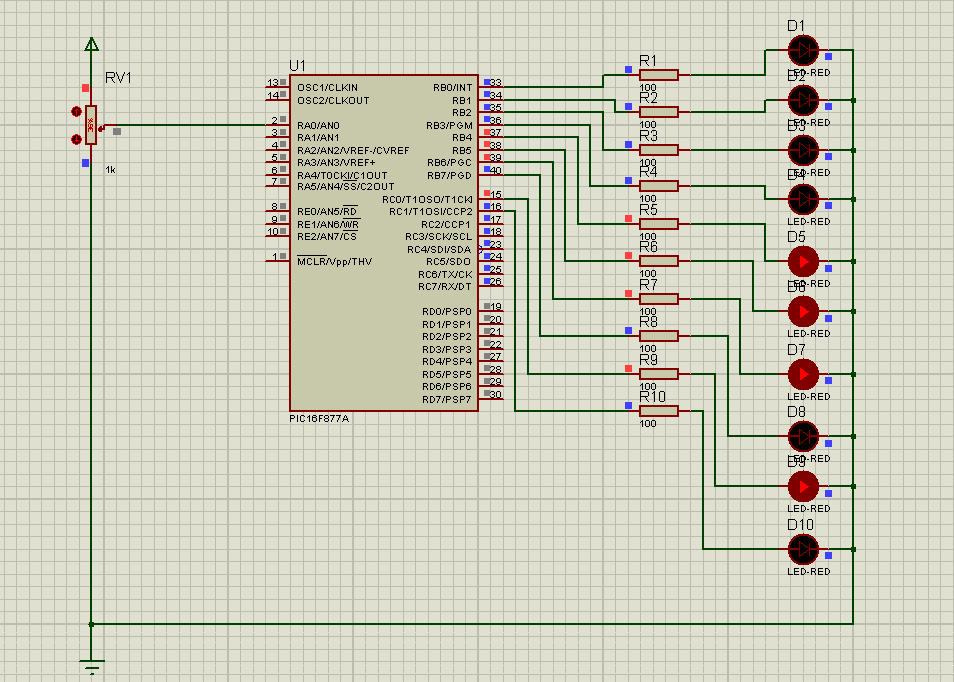 RV1
36%
1k
U1
13 OSC1/CLKIN
14 OSC2/CLKOUT
2 RA0/AN0
3 RA1/AN1
4 RA2/AN2/VREF-/CVREF
5 RA3/AN3/VREF+
6 RA4/T0CKI/C1OUT
7 RA5/AN4/SS/C2OUT
8 RE0/AN5/RD
9 RE1/AN6/WR
10 RE2/AN7/CS
1 MCLR/Vpp/THV
RB0/INT 33
RB1 34
RB2 35
RB3/PGM 36
RB4 37
RB5 38
RB6/PGC 39
RB7/PGD 40
RC0/T1OSO/T1CKI 15
RC1/T1OSI/CCP2 16
RC2/CCP1 17
RC3/SCK/SCL 18
RC4/SDI/SDA 23
RC5/SDO 24
RC6/TX/CK 25
RC7/RX/DT 26
RD0/PSP0 19
RD1/PSP1 20
RD2/PSP2 21
RD3/PSP3 22
RD4/PSP4 27
RD5/PSP5 28
RD6/PSP6 29
RD7/PSP7 30
PIC16F877A
R1
100
R2
100
R3
100
R4
100
R5
100
R6
100
R7
100
R8
100
R9
100
R10
100
D1
LED-RED
D2
LED-RED
D3
LED-RED
D4
LED-RED
D5
LED-RED
D6
LED-RED
D7
LED-RED
D8
LED-RED
D9
LED-RED
D10
LED-RED